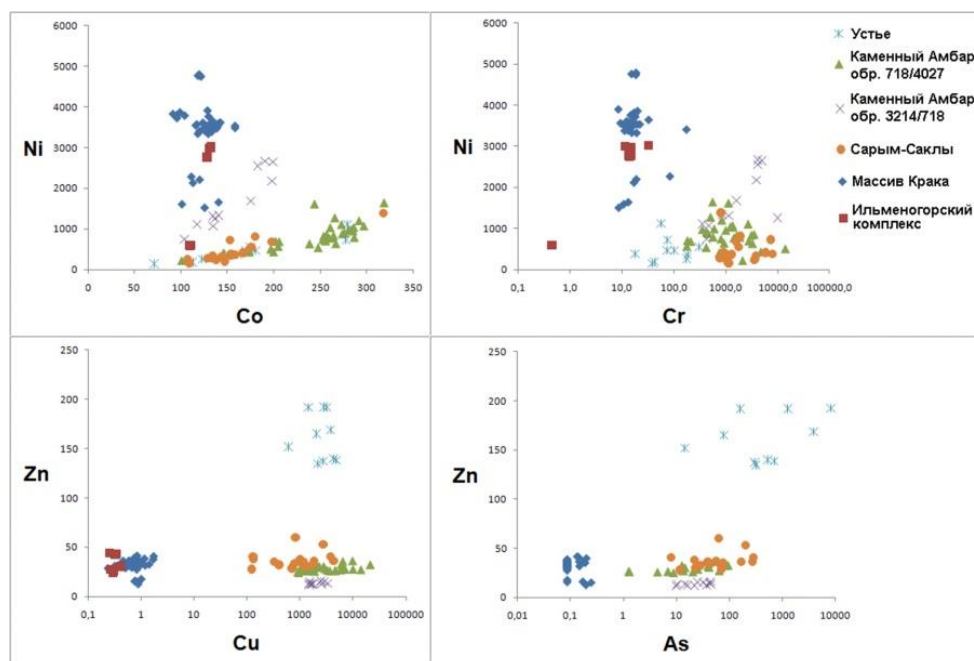 6000
5000
4000
3000
2000
1000
0
Ni
0 50 100 150 200 250 300 350
Co
6000
5000
4000
3000
2000
1000
0
Ni
0,1 1,0 10,0 100,0 1000,0 10000,0 100000,0
Cr
Устье
Каменный Амбар
обр. 718/4027
Каменный Амбар
обр. 3214/718
Сарым-Саклы
Массив Крака
Ильменогорский
комплекс
250
200
150
100
50
0
Zn
0,1 1 10 100 1000 10000 100000
Cu
250
200
150
100
50
0
Zn
0,01 0,1 1 10 100 1000 10000
As